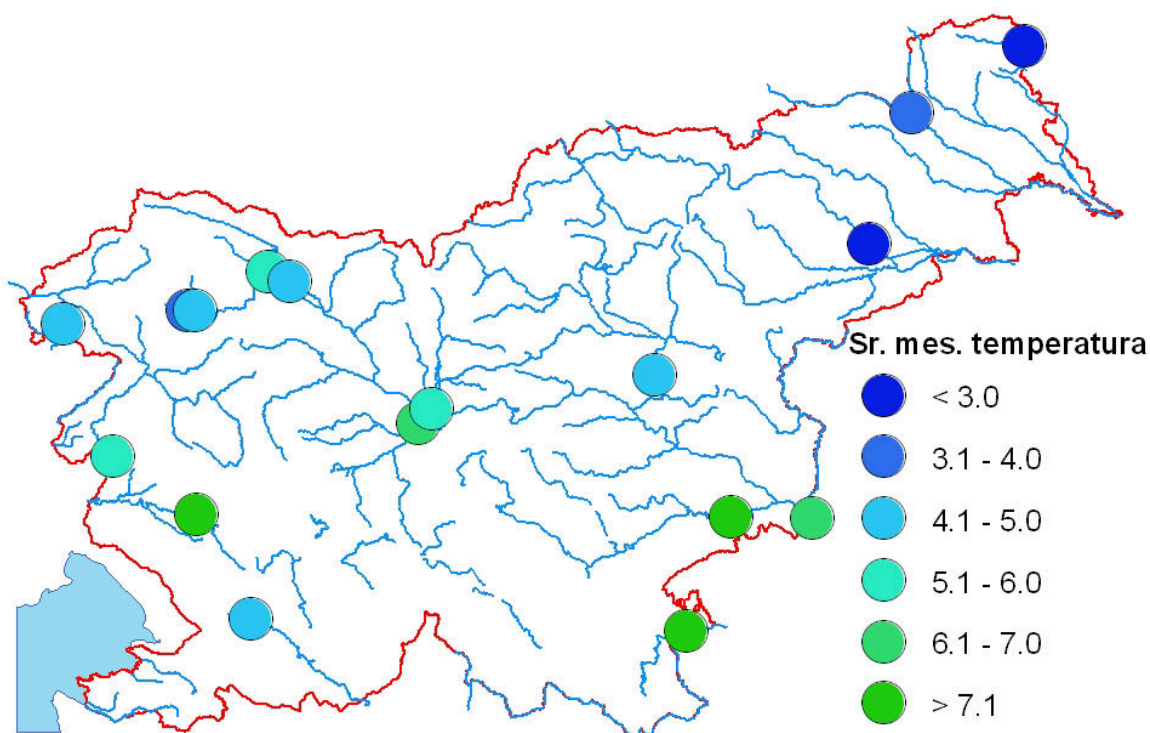 Sr. mes. temperatura
< 3.0
3.1 - 4.0
4.1 - 5.0
5.1 - 6.0
6.1 - 7.0
> 7.1